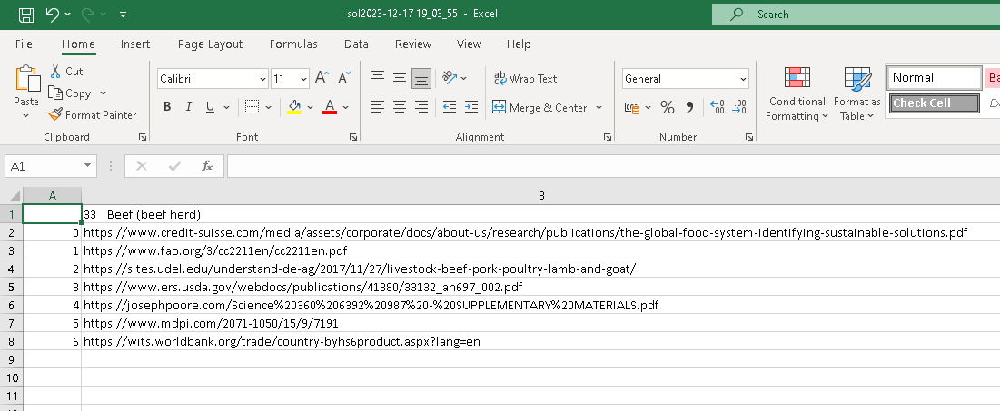 sol2023-12-17 19_03_55 - Excel
Search
File Home Insert Page Layout Formulas Data Review View Help
Paste
Cut
Copy
Format Painter
Clipboard
Calibri 11 A A
B I U A
Font
ab Wrap Text
Merge & Center
Alignment
General
% 9 .00 .00
Number
Conditional Formatting
Format as Table
Normal
Check Cell
Ba
Ex
A1 fx
A B
1 33 Beef (beef herd)
2 0 https://www.credit-suisse.com/media/assets/corporate/docs/about-us/research/publications/the-global-food-system-identifying-sustainable-solutions.pdf
3 1 https://www.fao.org/3/cc2211en/cc2211en.pdf
4 2 https://sites.udel.edu/understand-de-ag/2017/11/27/livestock-beef-pork-poultry-lamb-and-goat/
5 3 https://www.ers.usda.gov/webdocs/publications/41880/33132_ah697_002.pdf
6 4 https://josephpoore.com/Science%20360%206392%20987%20-%20SUPPLEMENTARY%20MATERIALS.pdf
7 5 https://www.mdpi.com/2071-1050/15/9/7191
8 6 https://wits.worldbank.org/trade/country-byhs6product.aspx?lang=en
9
10
11